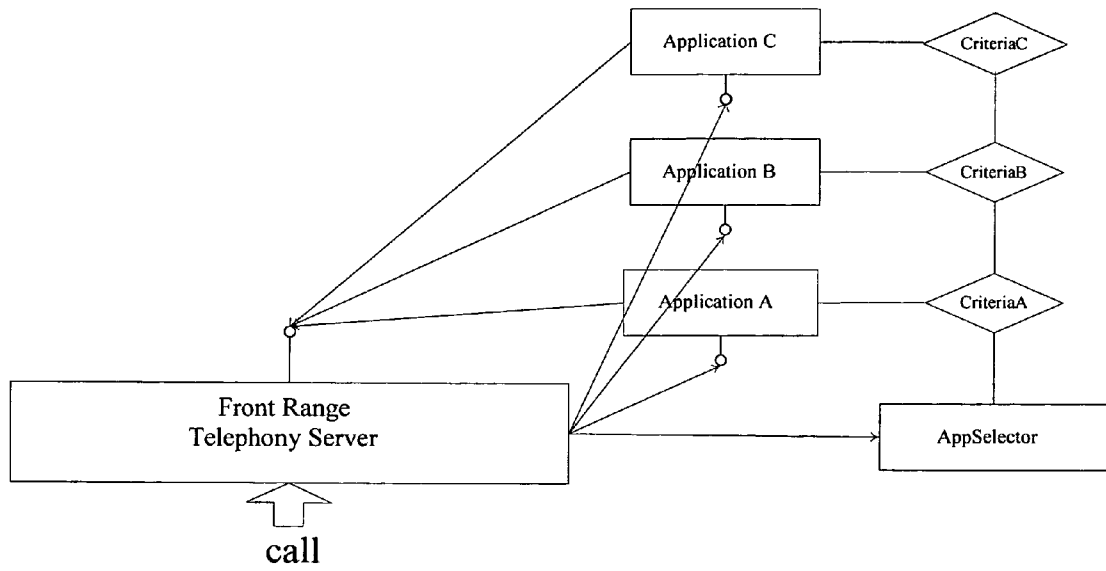 Application C
CriteriaC
Application B
CriteriaB
Application A
CriteriaA
Front Range
Telephony Server
AppSelector
call